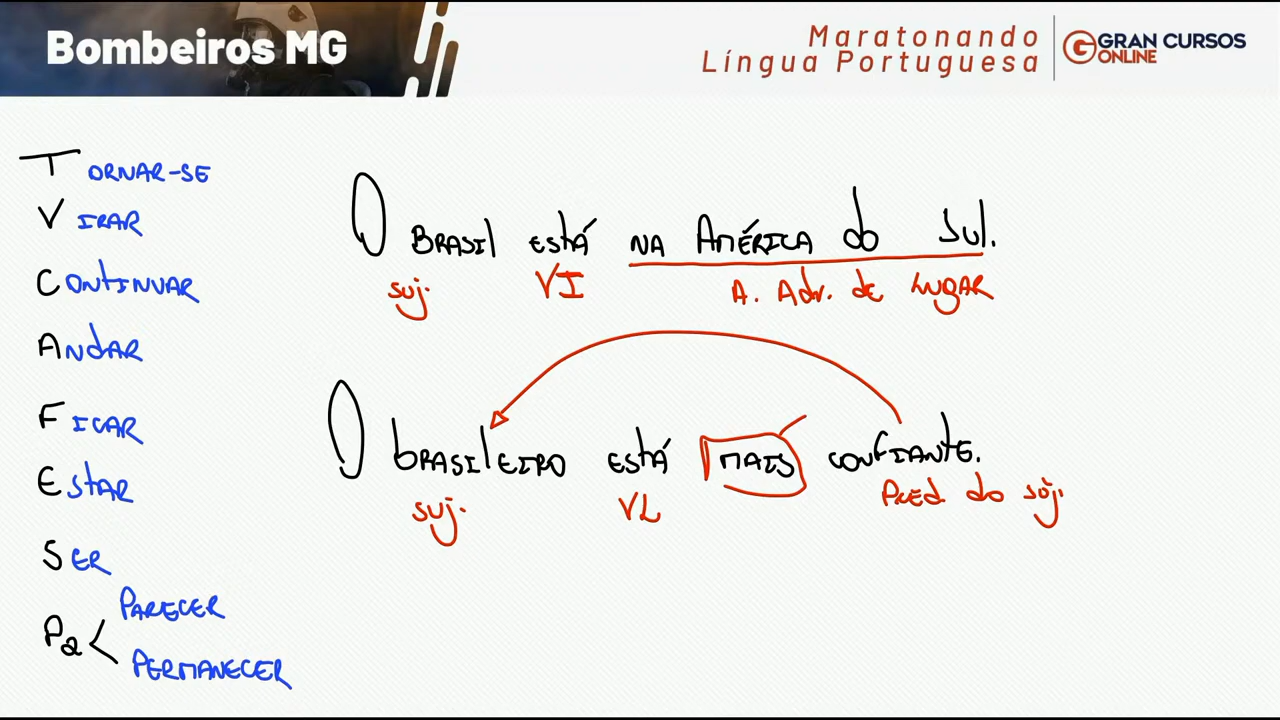 Bombeiros MG
Maratonando
Língua Portuguesa
GRAN CURSOS
ONLINE
TORNAR-SE
VIRAR
CONTINUAR
ANDAR
FICAR
ESTAR
SER
P2 < PARECER
PERMANECER
O BRASIL ESTÁ NA AMÉRICA do Sul.
suj. VI A. Adv. de LUGAR
O bRASILEIRO ESTÁ MAIS CONFIANTE.
suj. VL PRED do suj.